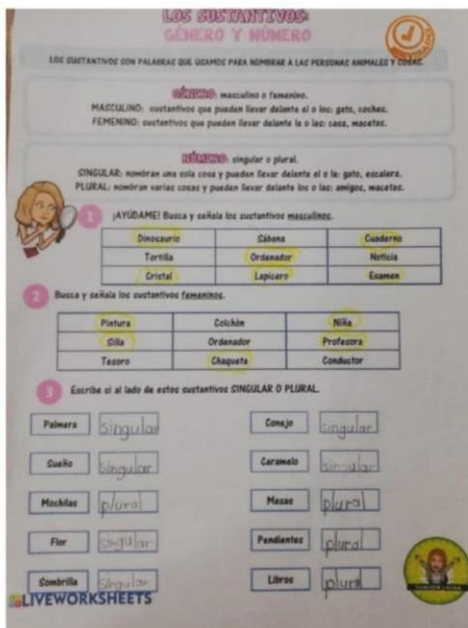 LOS SUSTANTIVOS:
GÉNERO Y NÚMERO
LOS SUSTANTIVOS SON PALABRAS QUE USAMOS PARA NOMBRAR A LAS PERSONAS ANIMALES Y COSAS.
GÉNERO: masculino o femenino.
MASCULINO: sustantivos que pueden llevar delante el o los: gato, coches.
FEMENINO: sustantivos que pueden llevar delante la o las: casa, macetas.
NÚMERO: singular o plural.
SINGULAR: nombran una sola cosa y pueden llevar delante el o la: gato, escalera.
PLURAL: nombran varias cosas y pueden llevar delante los o las: amigos, macetas.
1 ¡AYÚDAME! Busca y señala los sustantivos masculinos.
Dinosaurio Sábana Cuaderno
Tortilla Ordenador Noticia
Cristal Lapicero Examen
2 Busca y señala los sustantivos femeninos.
Pintura Colchón Niña
Silla Ordenador Profesora
Tesoro Chaqueta Conductor
3 Escribe si al lado de estos sustantivos SINGULAR O PLURAL.
Palmera singular Conejo singular
Sueño singular Caramelo singular
Mochilas plural Mesas plural
Flor singular Pendientes plural
Sombrilla singular Libros plural
LIVEWORKSHEETS